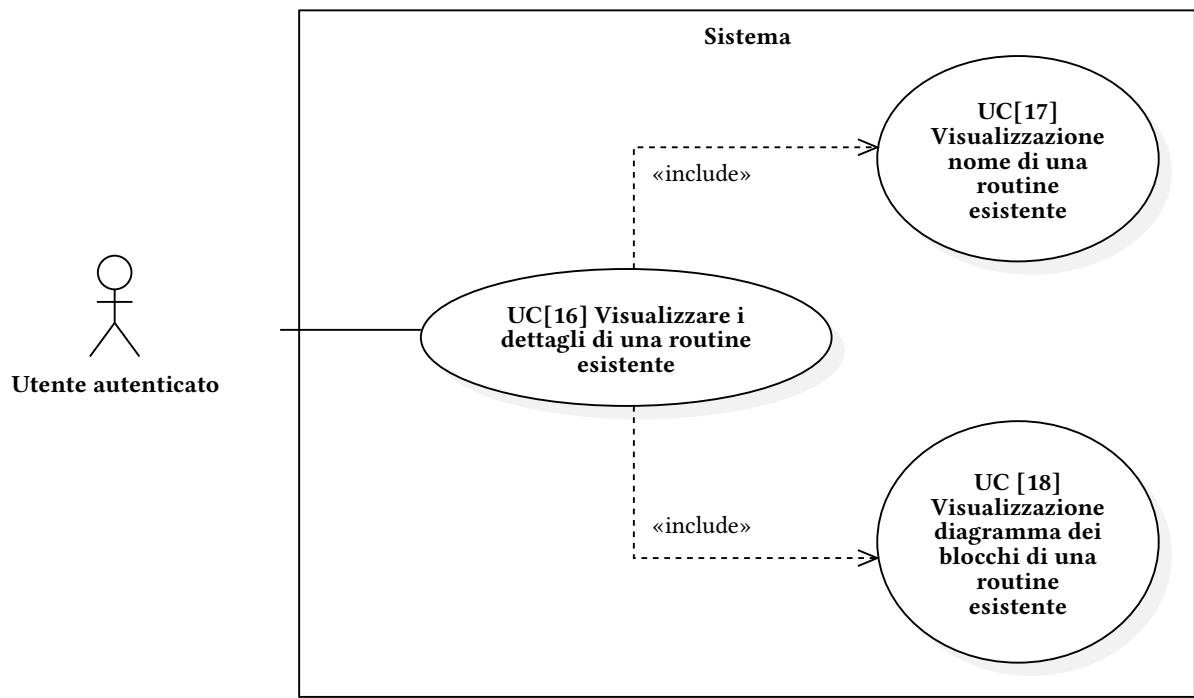 Sistema
UC[17]
Visualizzazione
nome di una
routine
esistente
«include»
UC[16] Visualizzare i
dettagli di una routine
esistente
Utente autenticato
«include»
UC [18]
Visualizzazione
diagramma dei
blocchi di una
routine
esistente